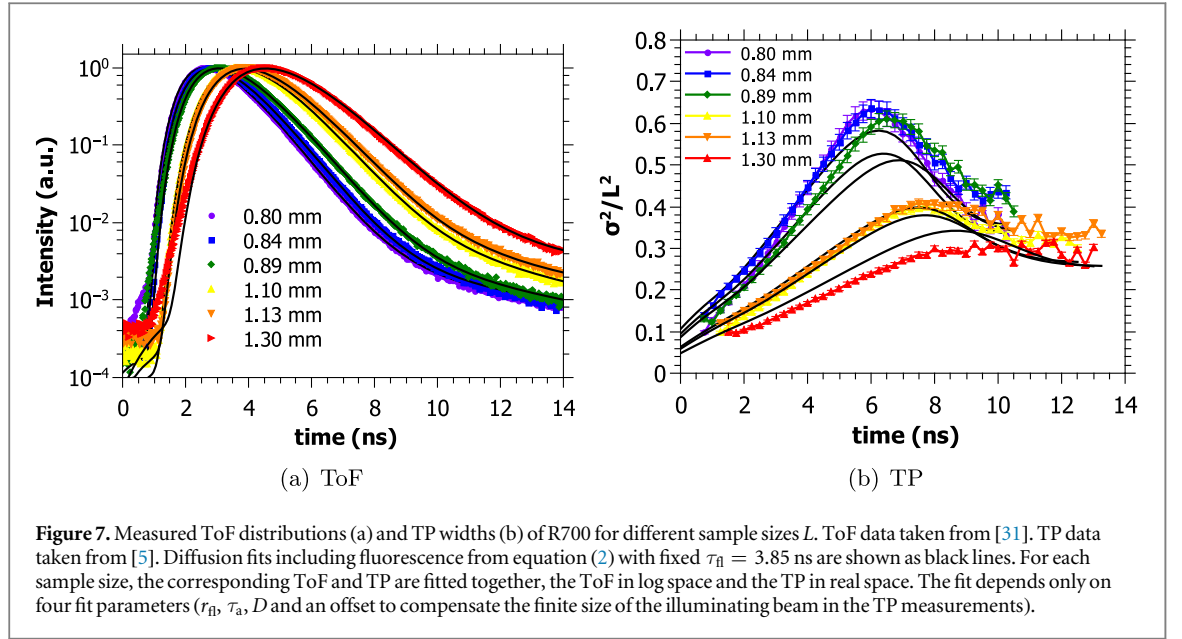 10⁰
10⁻¹
10⁻²
10⁻³
10⁻⁴
Intensity (a.u.)
0.80 mm
0.84 mm
0.89 mm
1.10 mm
1.13 mm
1.30 mm
0 2 4 6 8 10 12 14
time (ns)
(a) ToF
0.8
0.7
0.6
0.5
0.4
0.3
0.2
0.1
0
σ²/L²
0.80 mm
0.84 mm
0.89 mm
1.10 mm
1.13 mm
1.30 mm
0 2 4 6 8 10 12 14
time (ns)
(b) TP
Figure 7. Measured ToF distributions (a) and TP widths (b) of R700 for different sample sizes L. ToF data taken from [31]. TP data
taken from [5]. Diffusion fits including fluorescence from equation (2) with fixed τfl = 3.85 ns are shown as black lines. For each
sample size, the corresponding ToF and TP are fitted together, the ToF in log space and the TP in real space. The fit depends only on
four fit parameters (rfl, τa, D and an offset to compensate the finite size of the illuminating beam in the TP measurements).